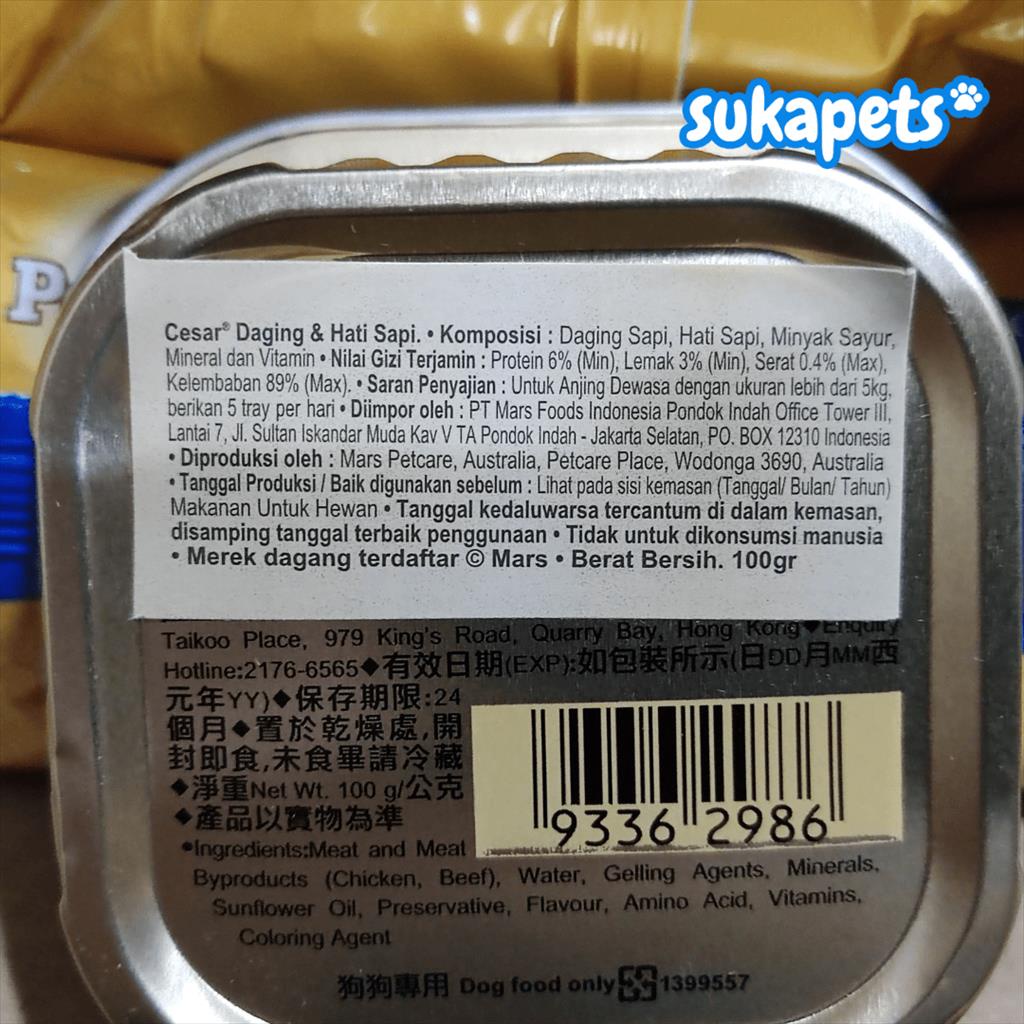 sukapets
P
Cesar® Daging & Hati Sapi. • Komposisi : Daging Sapi, Hati Sapi, Minyak Sayur,
Mineral dan Vitamin • Nilai Gizi Terjamin : Protein 6% (Min), Lemak 3% (Min), Serat 0.4% (Max),
Kelembaban 89% (Max). • Saran Penyajian : Untuk Anjing Dewasa dengan ukuran lebih dari 5kg,
berikan 5 tray per hari • Diimpor oleh : PT Mars Foods Indonesia Pondok Indah Office Tower III,
Lantai 7, Jl. Sultan Iskandar Muda Kav V TA Pondok Indah - Jakarta Selatan, PO. BOX 12310 Indonesia
• Diproduksi oleh : Mars Petcare, Australia, Petcare Place, Wodonga 3690, Australia
• Tanggal Produksi / Baik digunakan sebelum : Lihat pada sisi kemasan (Tanggal/ Bulan/ Tahun)
Makanan Untuk Hewan • Tanggal kedaluwarsa tercantum di dalam kemasan,
disamping tanggal terbaik penggunaan • Tidak untuk dikonsumsi manusia
• Merek dagang terdaftar © Mars • Berat Bersih. 100gr
Taikoo Place, 979 King's Road, Quarry Bay, Hong Kong◆Enquiry
Hotline:2176-6565◆有效日期(EXP):如包裝所示(日DD月MM西
元年YY)◆保存期限:24
個月◆置於乾燥處,開
封即食,未食畢請冷藏
◆淨重Net Wt. 100 g/公克
◆產品以實物為準
9336 2986
•Ingredients:Meat and Meat
Byproducts (Chicken, Beef), Water, Gelling Agents, Minerals,
Sunflower Oil, Preservative, Flavour, Amino Acid, Vitamins,
Coloring Agent
狗狗專用 Dog food only 1399557